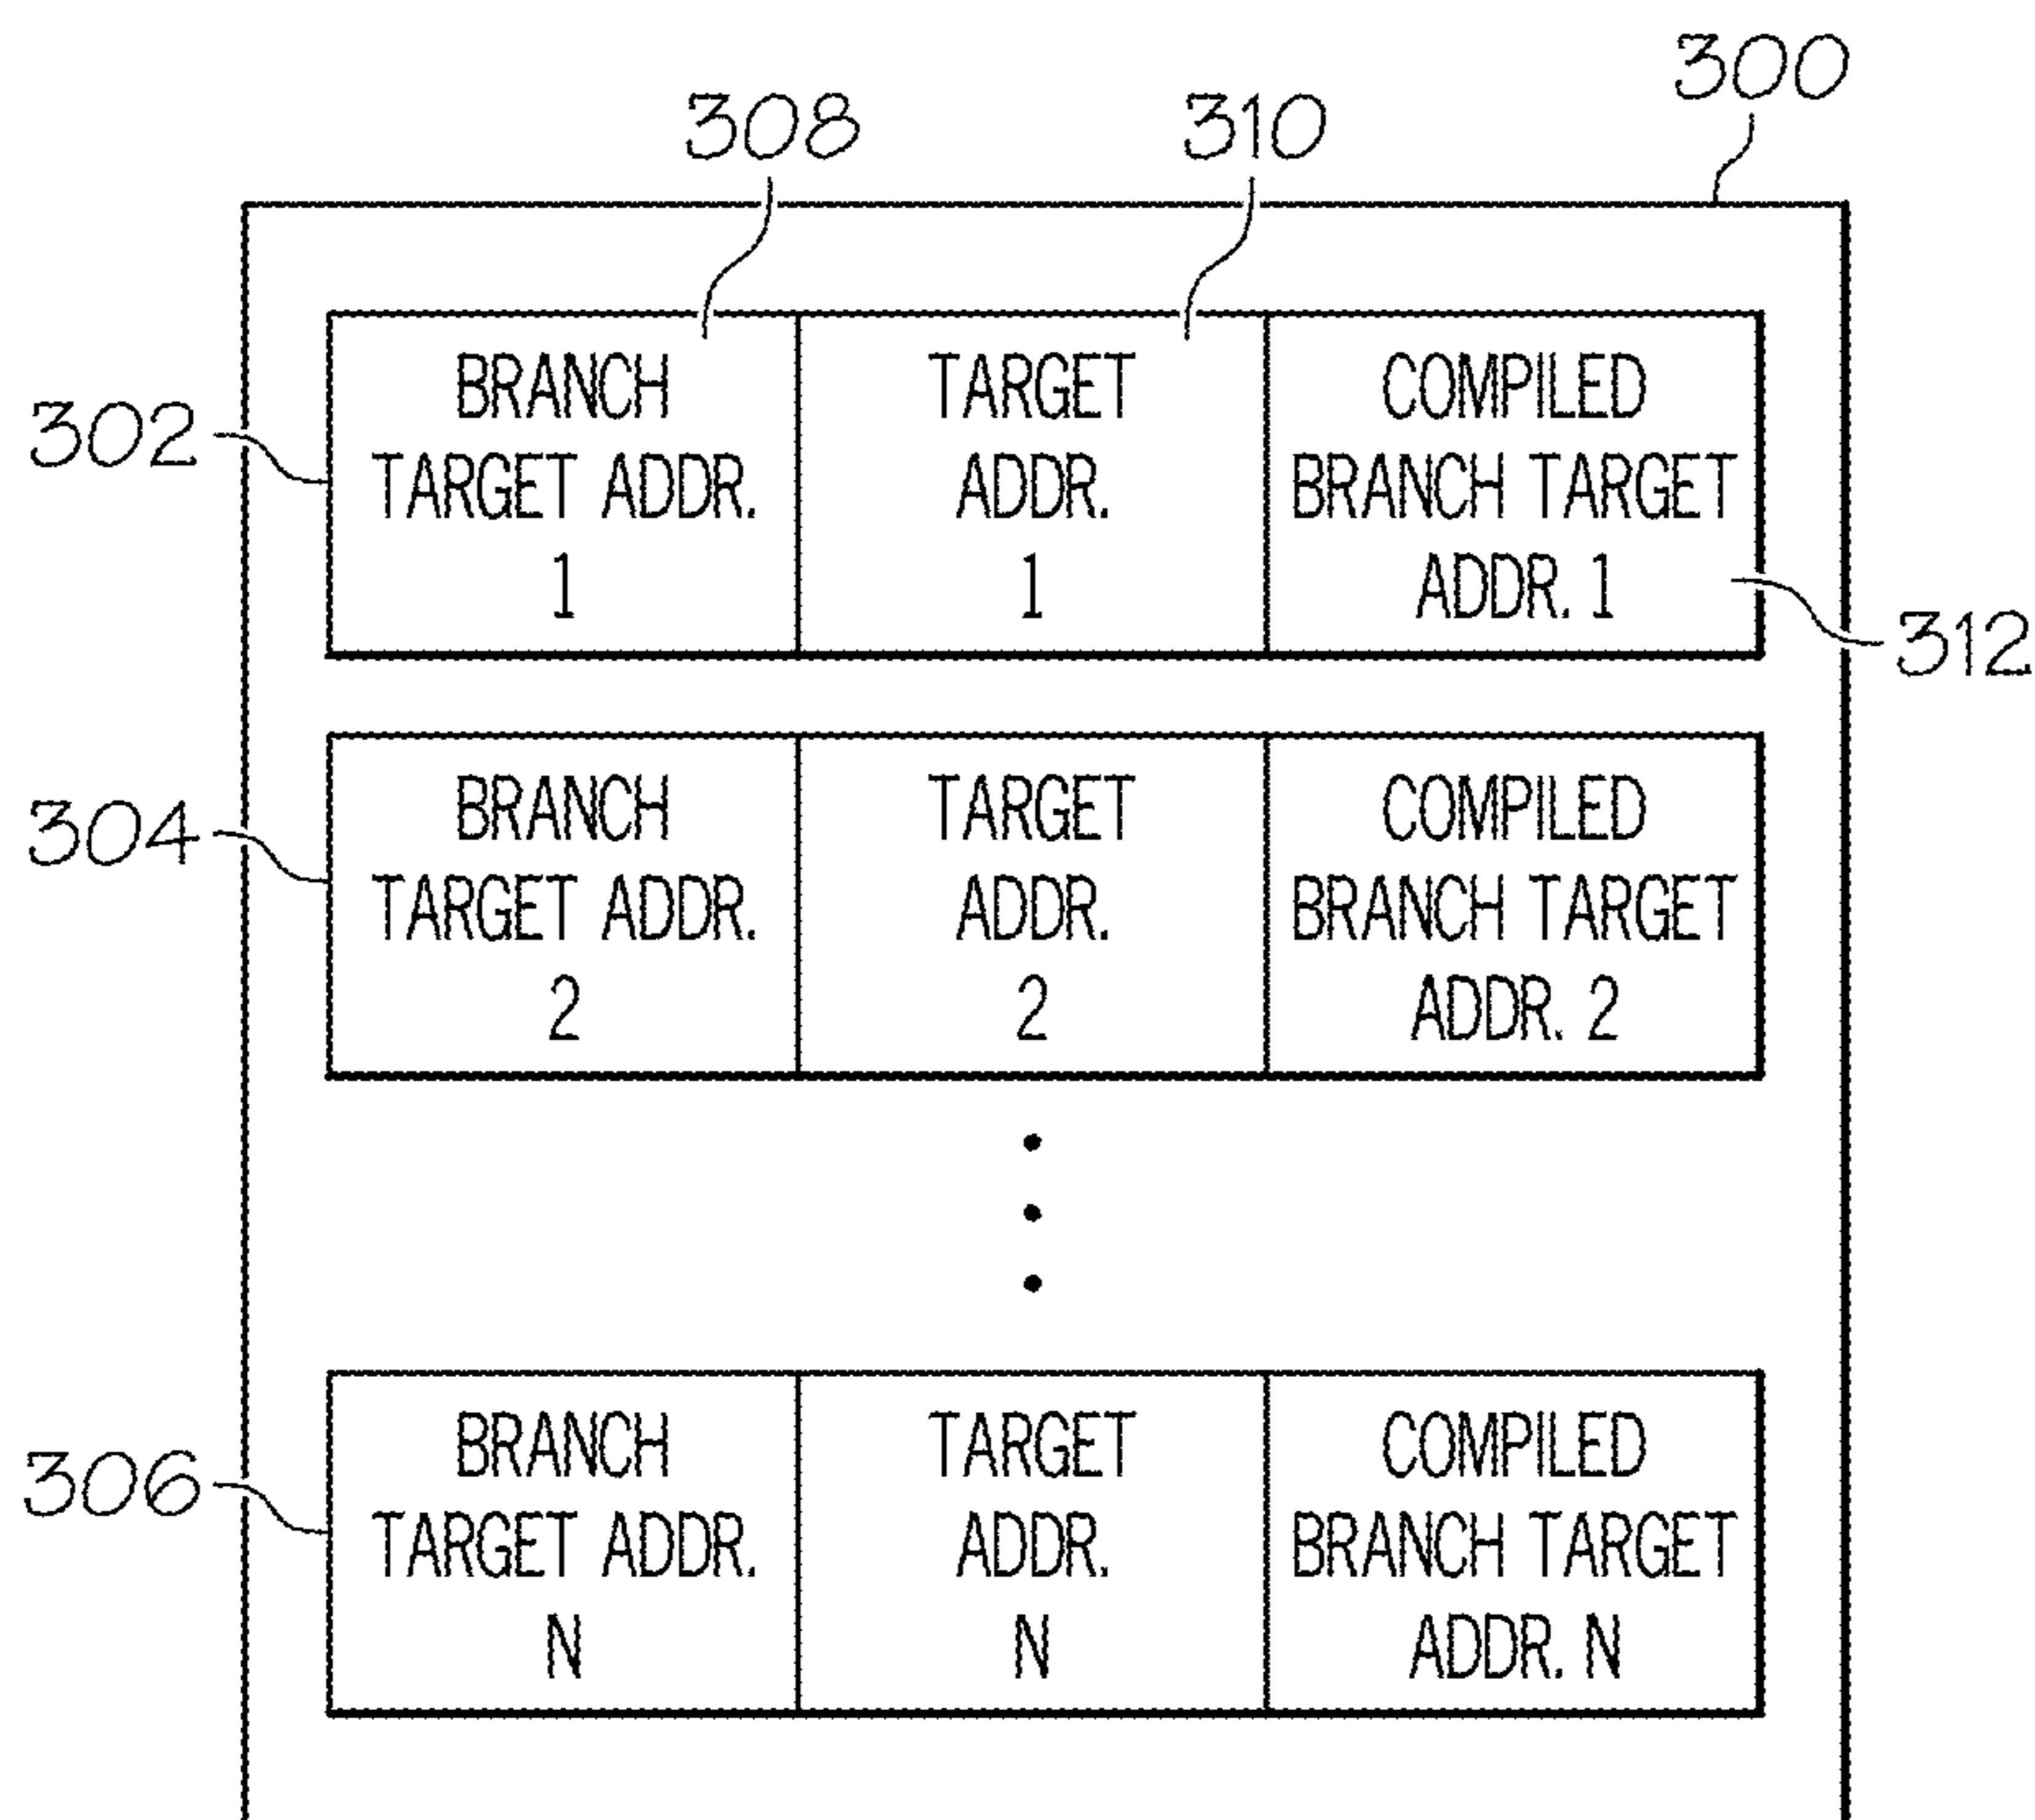 300
308
310
302
BRANCH
TARGET ADDR.
1
TARGET
ADDR.
1
COMPILED
BRANCH TARGET
ADDR. 1
312
304
BRANCH
TARGET ADDR.
2
TARGET
ADDR.
2
COMPILED
BRANCH TARGET
ADDR. 2
306
BRANCH
TARGET ADDR.
N
TARGET
ADDR.
N
COMPILED
BRANCH TARGET
ADDR. N